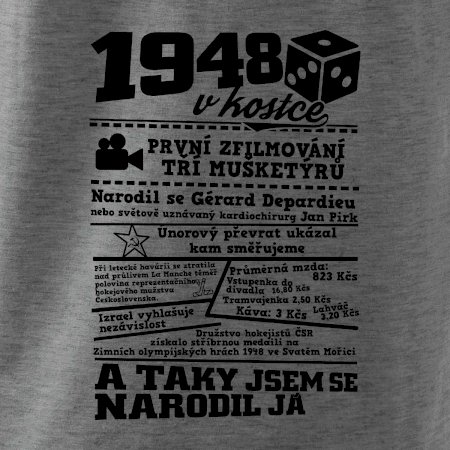 1948
v kostce
PRVNÍ ZFILMOVÁNÍ
TŘÍ MUŠKETÝRŮ
Narodil se Gérard Depardieu
nebo světově uznávaný kardiochirurg Jan Pirk
Únorový převrat ukázal
kam směřujeme
Při letecké havárii se ztratila
nad průlivem La Manche téměř
polovina reprezentačního
hokejového mužstva
Československa.
Průměrná mzda:
823 Kčs
Vstupenka do
divadla 16,80 Kčs
Tramvajenka 2,50 Kčs
Káva: 3 Kčs
Lahváč
3,20 Kčs
Izrael vyhlašuje
nezávislost
Družstvo hokejistů ČSR
získalo stříbrnou medaili na
Zimních olympijských hrách 1948 ve Svatém Mořici
A TAKY JSEM SE
NARODIL JÁ